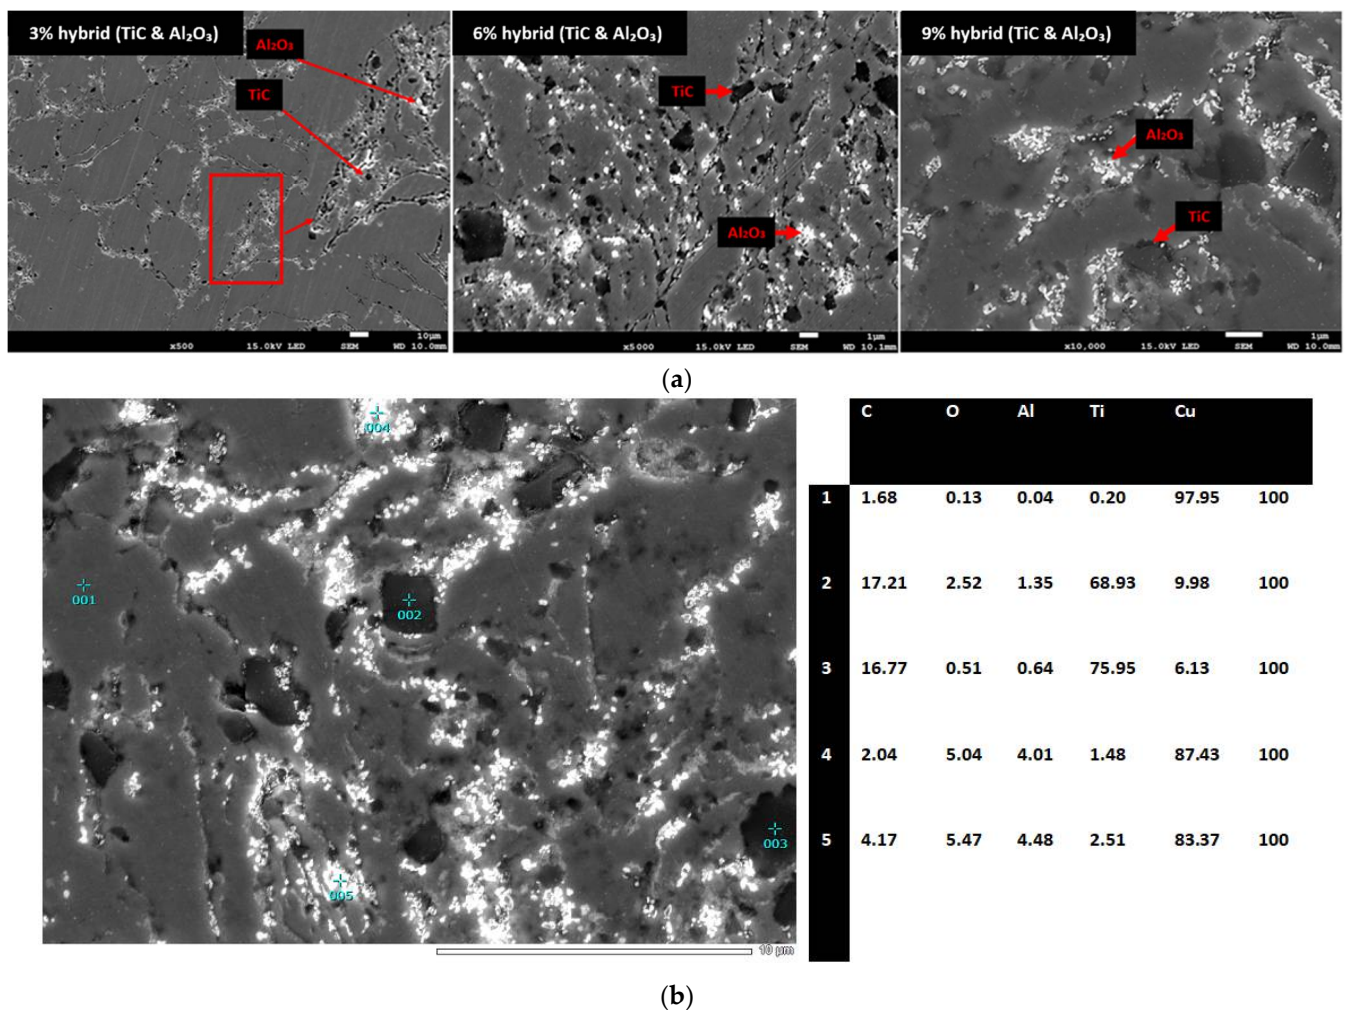 3% hybrid (TiC & Al₂O₃)
Al₂O₃
TiC
10µm
x500 15.0kV LED SEM WD 10.0mm
6% hybrid (TiC & Al₂O₃)
TiC
Al₂O₃
1µm
x5000 15.0kV LED SEM WD 10.1mm
9% hybrid (TiC & Al₂O₃)
Al₂O₃
TiC
1µm
x10,000 15.0kV LED SEM WD 10.0mm
(a)
004
001
002
003
005
10 µm
C O Al Ti Cu
1 1.68 0.13 0.04 0.20 97.95 100
2 17.21 2.52 1.35 68.93 9.98 100
3 16.77 0.51 0.64 75.95 6.13 100
4 2.04 5.04 4.01 1.48 87.43 100
5 4.17 5.47 4.48 2.51 83.37 100
(b)